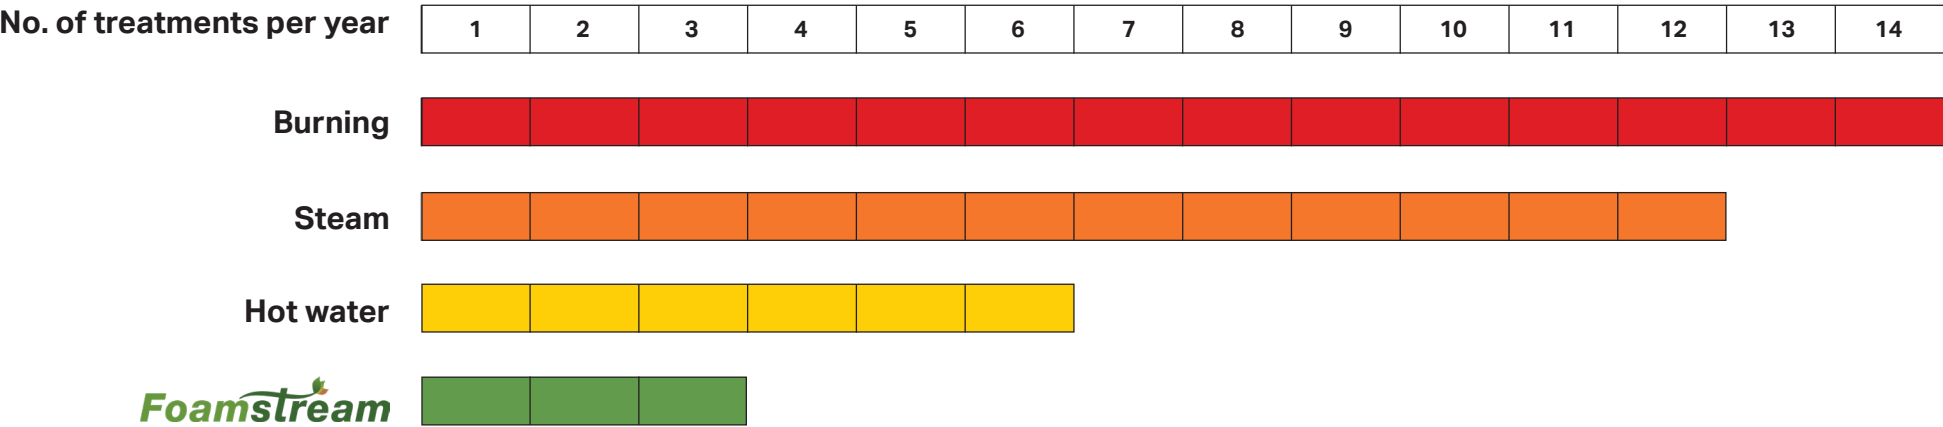 No. of treatments per year 1 2 3 4 5 6 7 8 9 10 11 12 13 14
Burning
Steam
Hot water
Foamstream